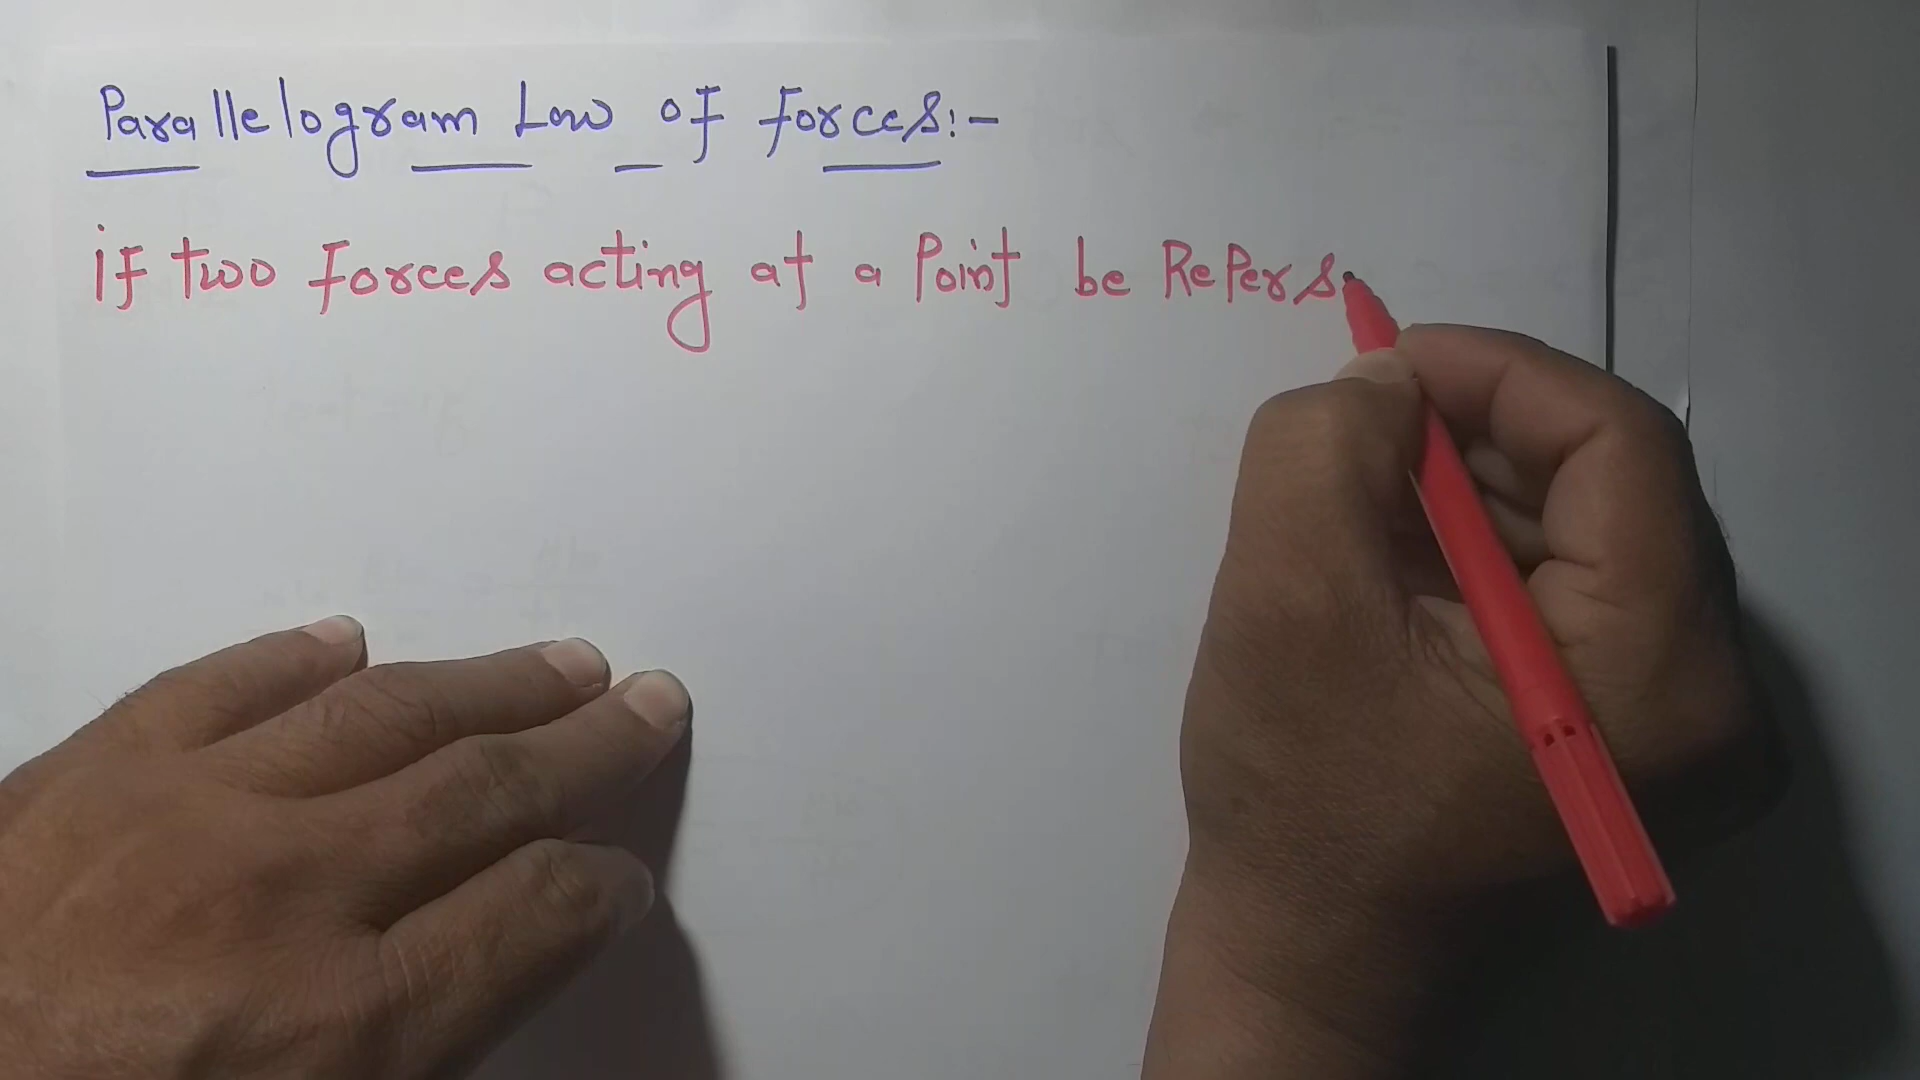 Parallelogram Law of forces:-
if two forces acting at a Point be RePers